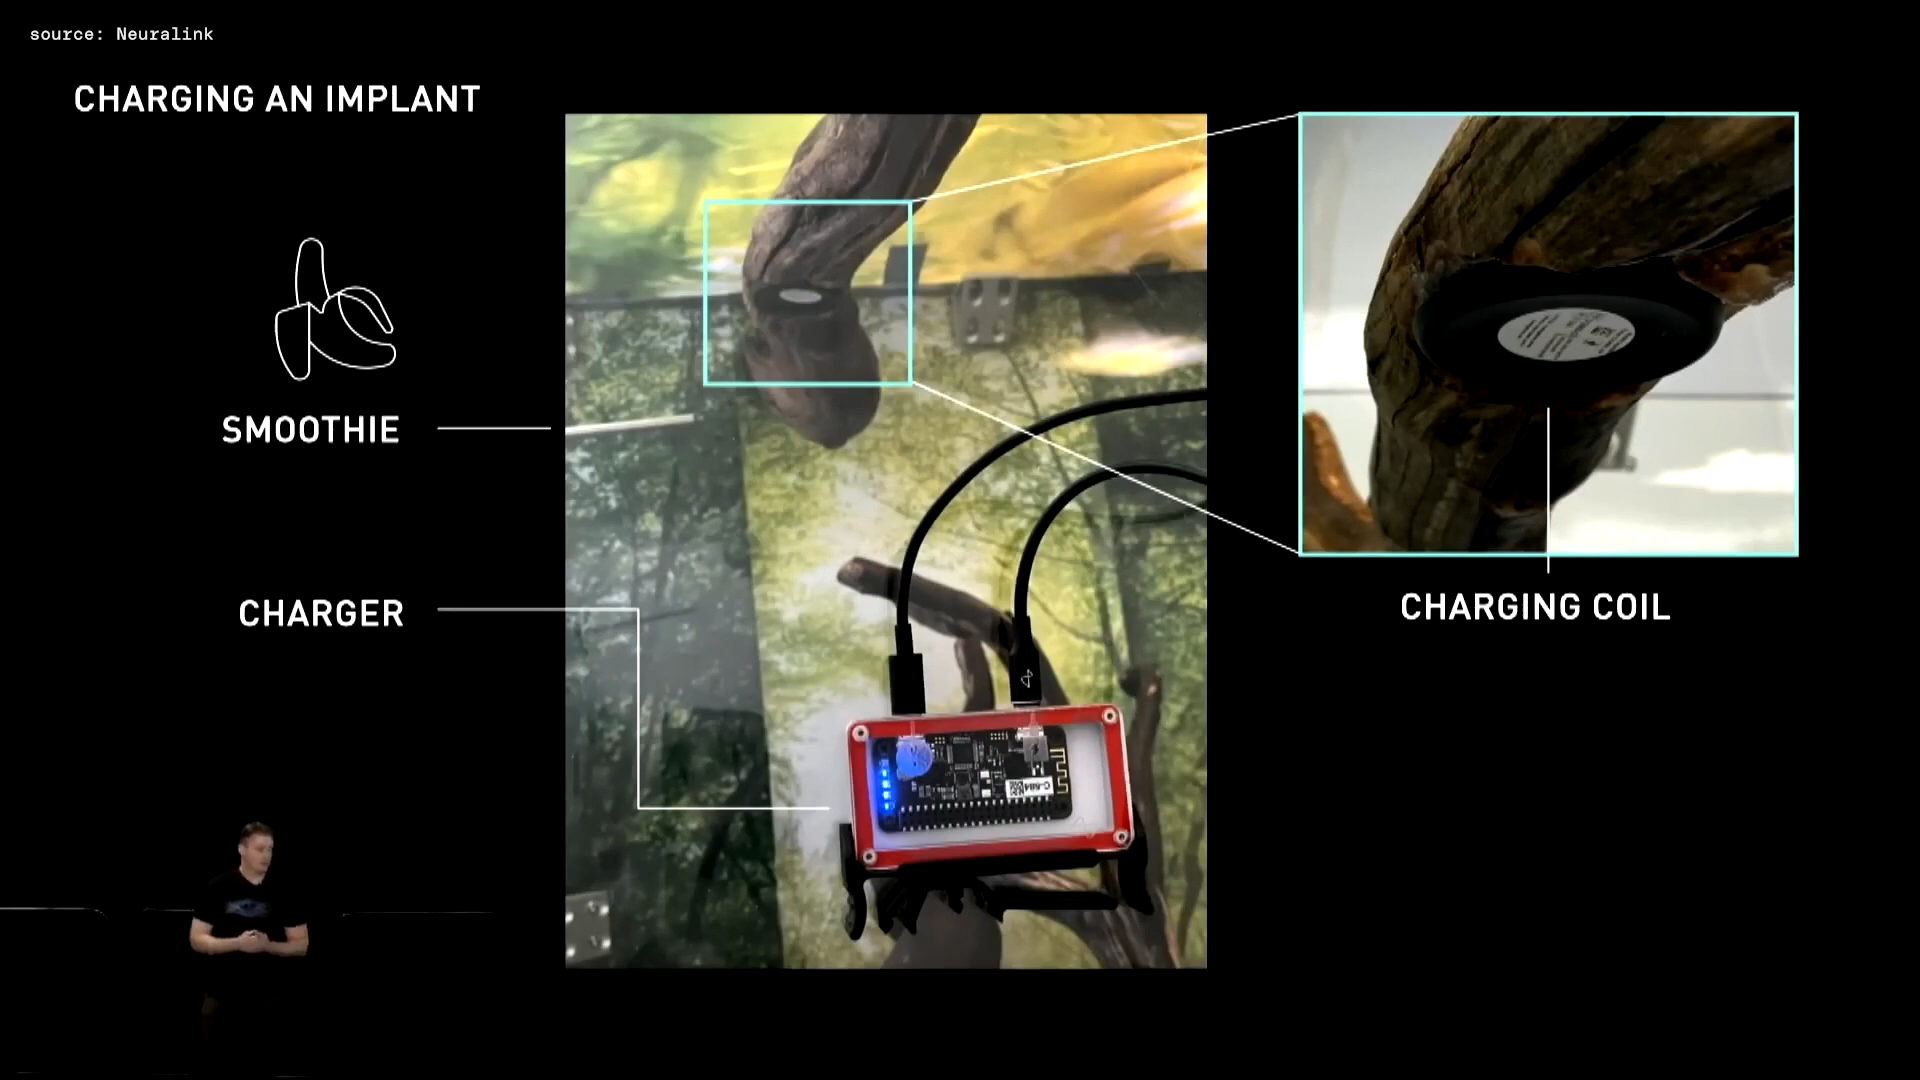 source: Neuralink
CHARGING AN IMPLANT
SMOOTHIE
CHARGER
CHARGING COIL